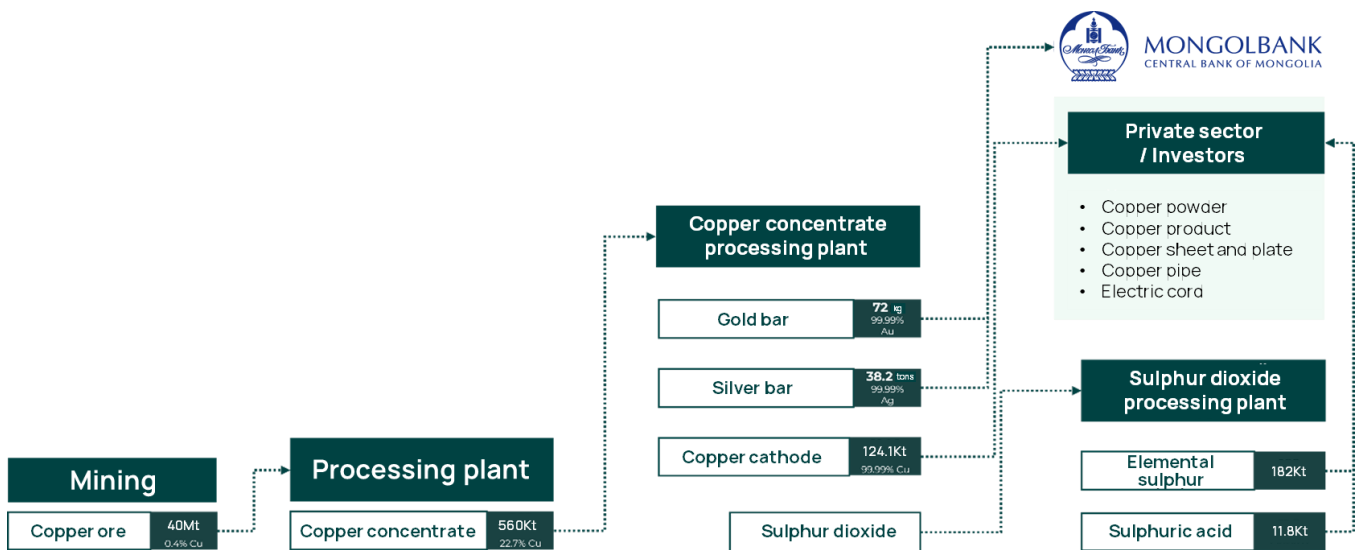 Монгол Банк
MONGOLBANK
CENTRAL BANK OF MONGOLIA
Private sector
/ Investors
• Copper powder
• Copper product
• Copper sheet and plate
• Copper pipe
• Electric cord
Copper concentrate
processing plant
Gold bar
72 kg
99.99%
Au
Silver bar
38.2 tons
99.99%
Ag
Copper cathode
124.1Kt
99.99% Cu
Sulphur dioxide
Sulphur dioxide
processing plant
Elemental
sulphur
182Kt
Sulphuric acid
11.8Kt
Processing plant
Copper concentrate
560Kt
22.7% Cu
Mining
Copper ore
40Mt
0.4% Cu